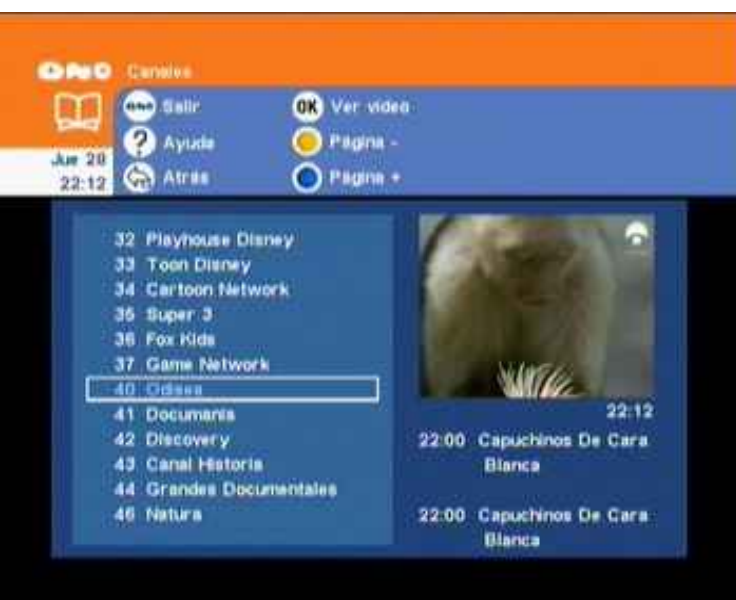 ONO Canales
Salir
OK Ver video
? Ayuda
Página -
Jue 28
22:12
Atrás
Página +
32 Playhouse Disney
33 Toon Disney
34 Cartoon Network
35 Super 3
36 Fox Kids
37 Game Network
40 Odisea
41 Documania
42 Discovery
43 Canal Historia
44 Grandes Documentales
46 Natura
22:12
22:00 Capuchinos De Cara
Blanca
22:00 Capuchinos De Cara
Blanca